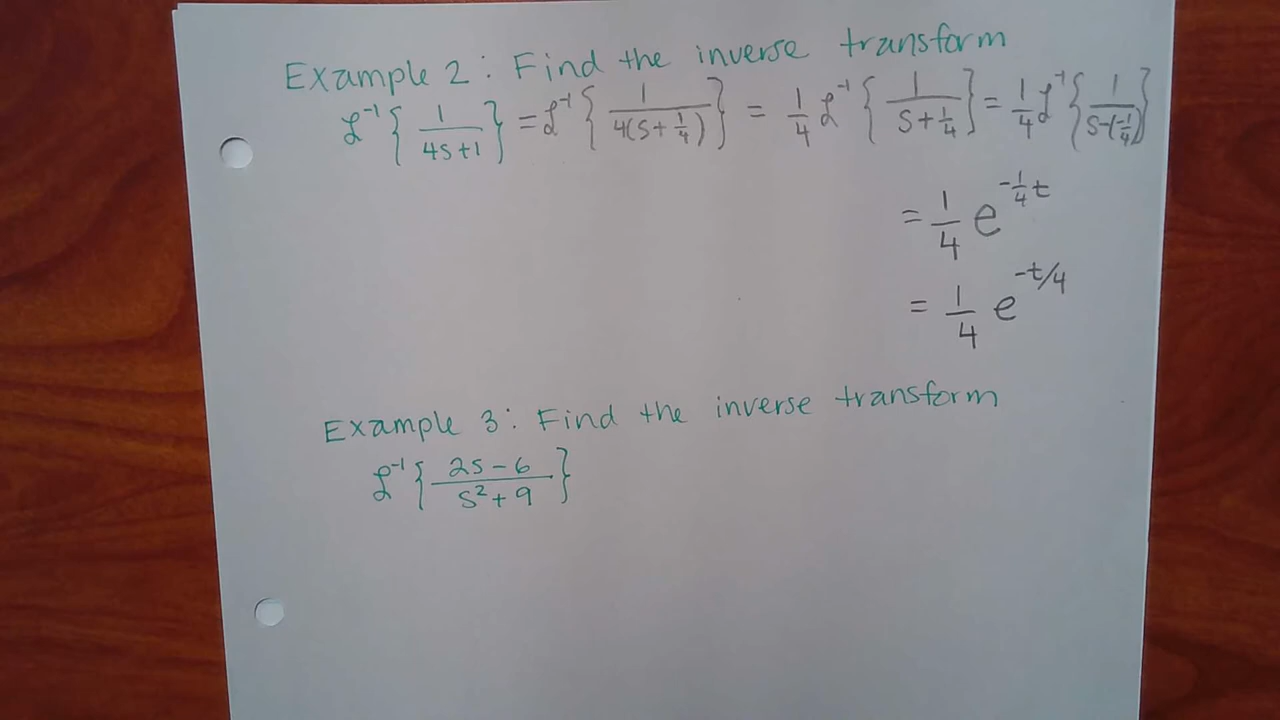 Example 2: Find the inverse transform
ℒ⁻¹{1/(4s+1)} = ℒ⁻¹{1/(4(s+1/4))} = 1/4 ℒ⁻¹{1/(s+1/4)} = 1/4 ℒ⁻¹{1/(s-(-1/4))}
= 1/4 e^(-1/4 t)
= 1/4 e^(-t/4)
Example 3: Find the inverse transform
ℒ⁻¹{(2s-6)/(s²+9)}